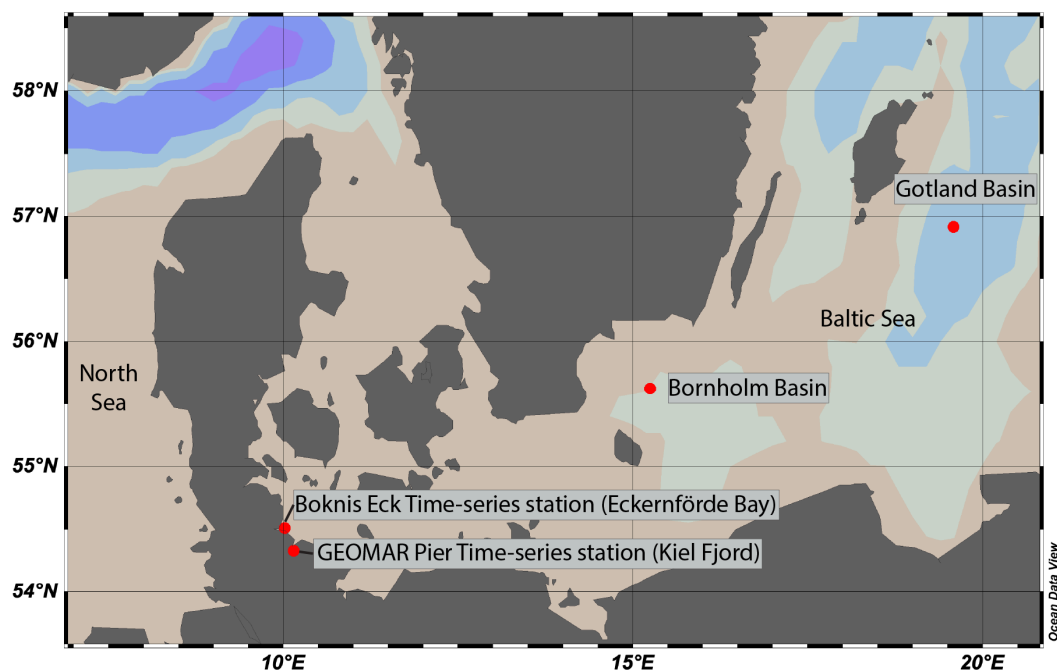 58°N
57°N
Gotland Basin
56°N
Baltic Sea
North
Sea
Bornholm Basin
55°N
Boknis Eck Time-series station (Eckernförde Bay)
GEOMAR Pier Time-series station (Kiel Fjord)
54°N
Ocean Data View
10°E
15°E
20°E